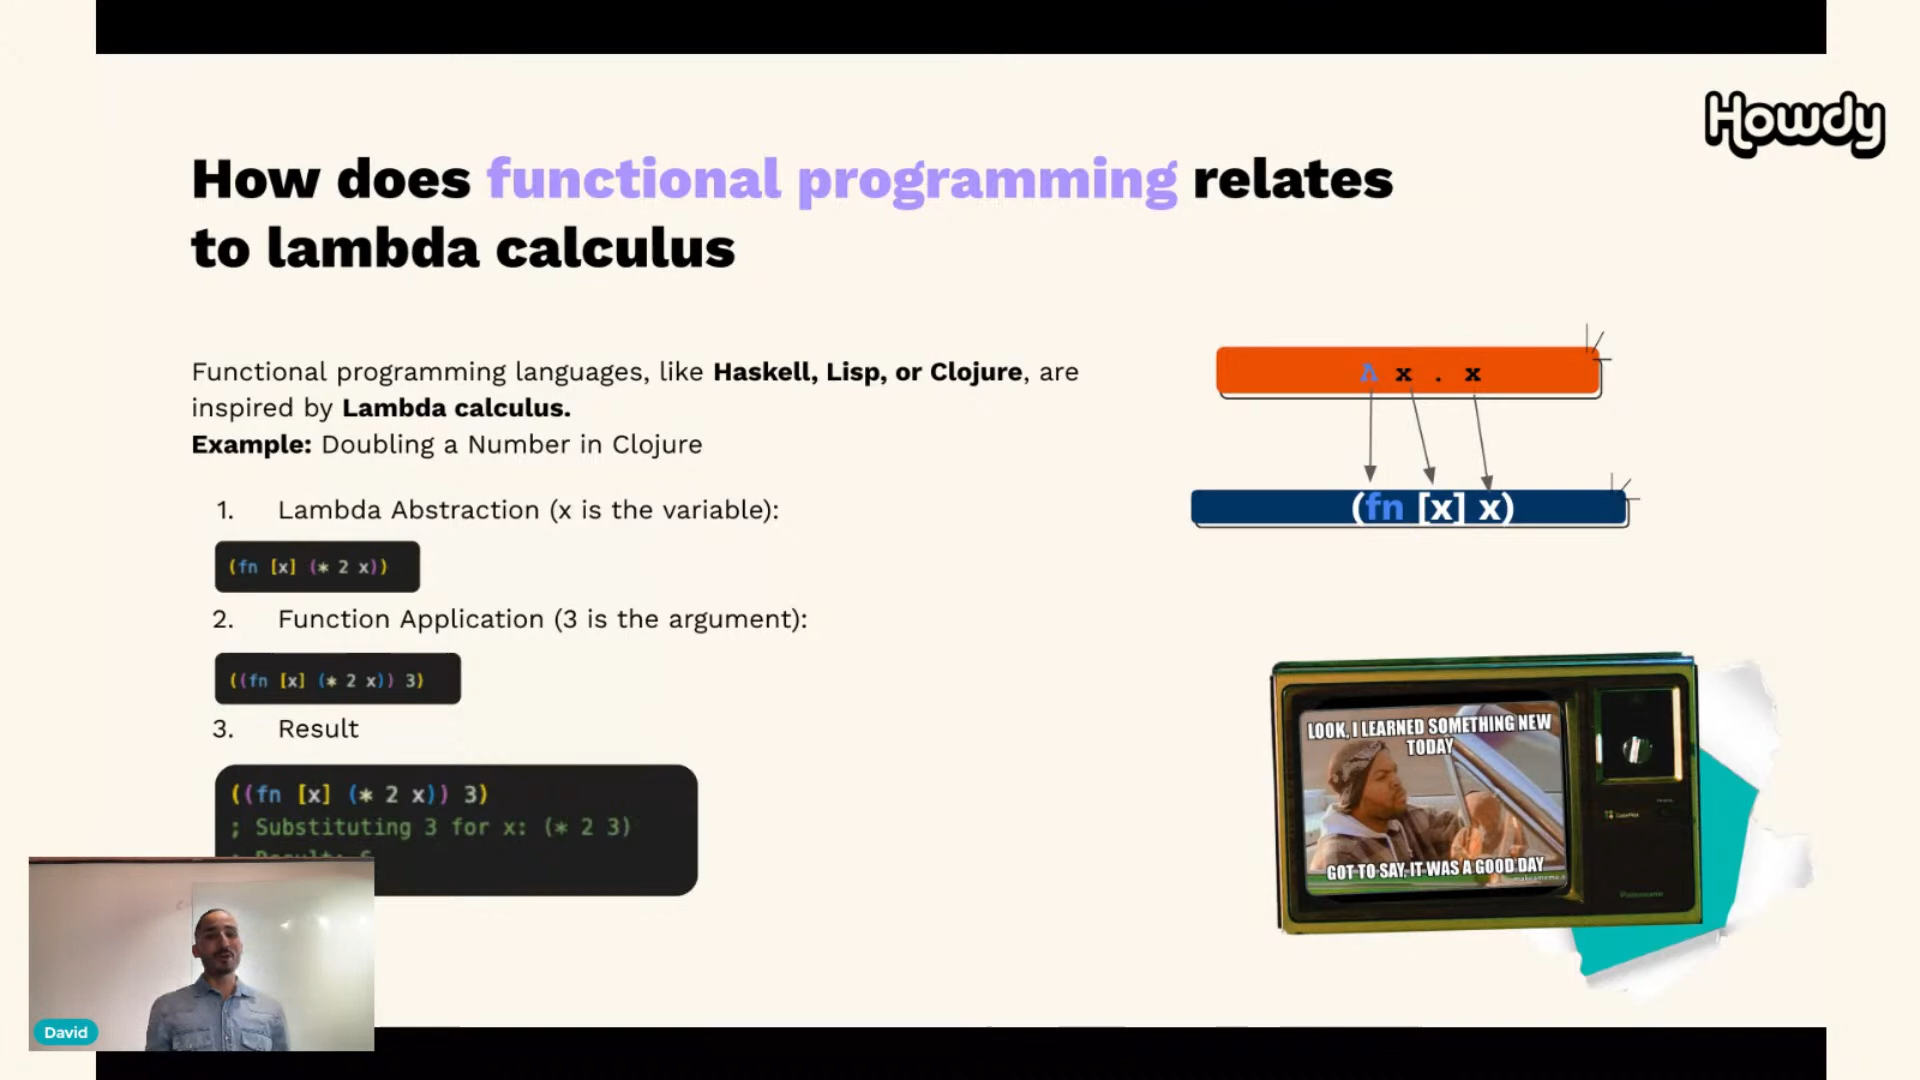 Howdy
How does functional programming relates
to lambda calculus
Functional programming languages, like Haskell, Lisp, or Clojure, are
inspired by Lambda calculus.
Example: Doubling a Number in Clojure
1. Lambda Abstraction (x is the variable):
(fn [x] (* 2 x))
2. Function Application (3 is the argument):
((fn [x] (* 2 x)) 3)
3. Result
((fn [x] (* 2 x)) 3)
; Substituting 3 for x: (* 2 3)
; Result: 6
λ x . x
(fn [x] x)
LOOK, I LEARNED SOMETHING NEW
TODAY
GOT TO SAY, IT WAS A GOOD DAY
David